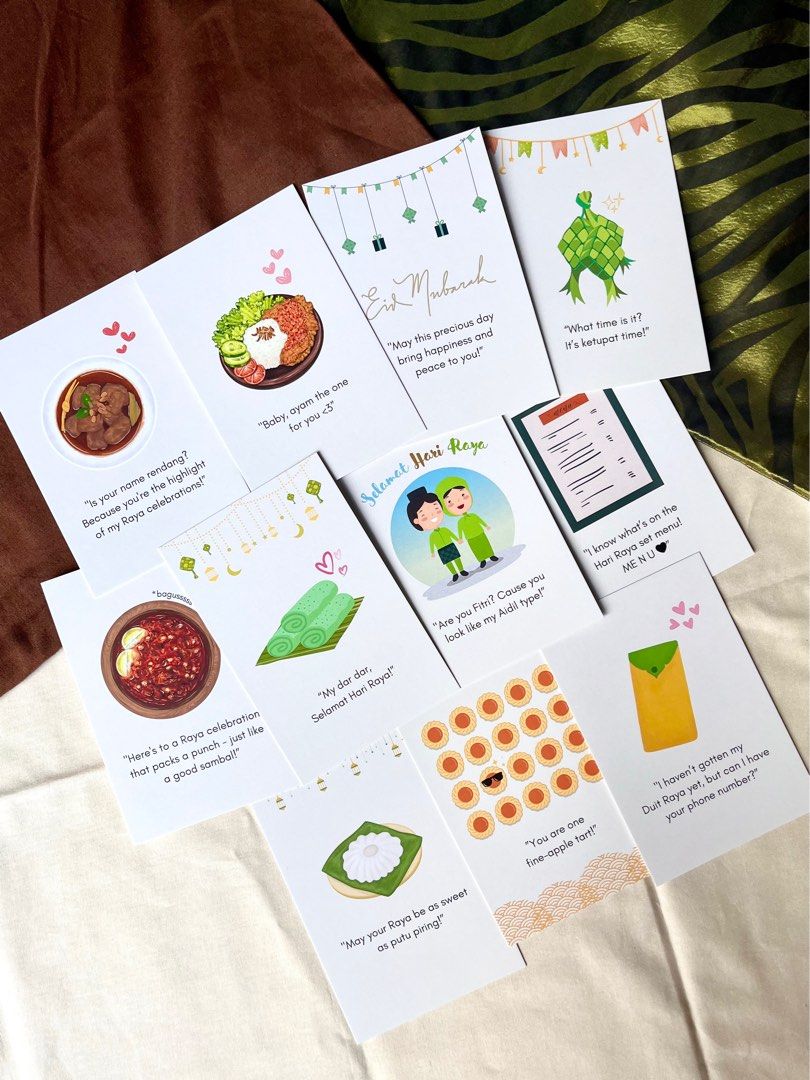 Eid Mubarak
"May this precious day
bring happiness and
peace to you!"
"What time is it?
It's ketupat time!"
"Baby, ayam the one
for you <3"
"Is your name rendang?
Because you're the highlight
of my Raya celebrations!"
Selamat Hari Raya
"Are you Fitri? Cause you
look like my Aidil type!"
MENU
"I know what's on the
Hari Raya set menu!
ME N U 🖤
*bagusssss
"Here's to a Raya celebration
that packs a punch - just like
a good sambal!"
"My dar dar,
Selamat Hari Raya!"
"I haven't gotten my
Duit Raya yet, but can I have
your phone number?"
"You are one
fine-apple tart!"
"May your Raya be as sweet
as putu piring!"